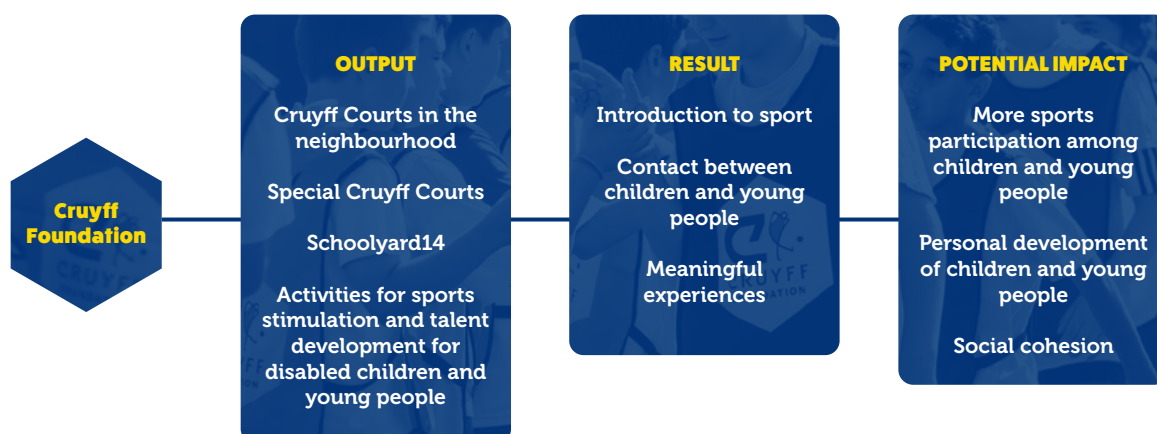 Cruyff
Foundation
OUTPUT
Cruyff Courts in the
neighbourhood
Special Cruyff Courts
Schoolyard14
Activities for sports
stimulation and talent
development for
disabled children and
young people
RESULT
Introduction to sport
Contact between
children and young
people
Meaningful
experiences
POTENTIAL IMPACT
More sports
participation among
children and young
people
Personal development
of children and young
people
Social cohesion
CRUYFF